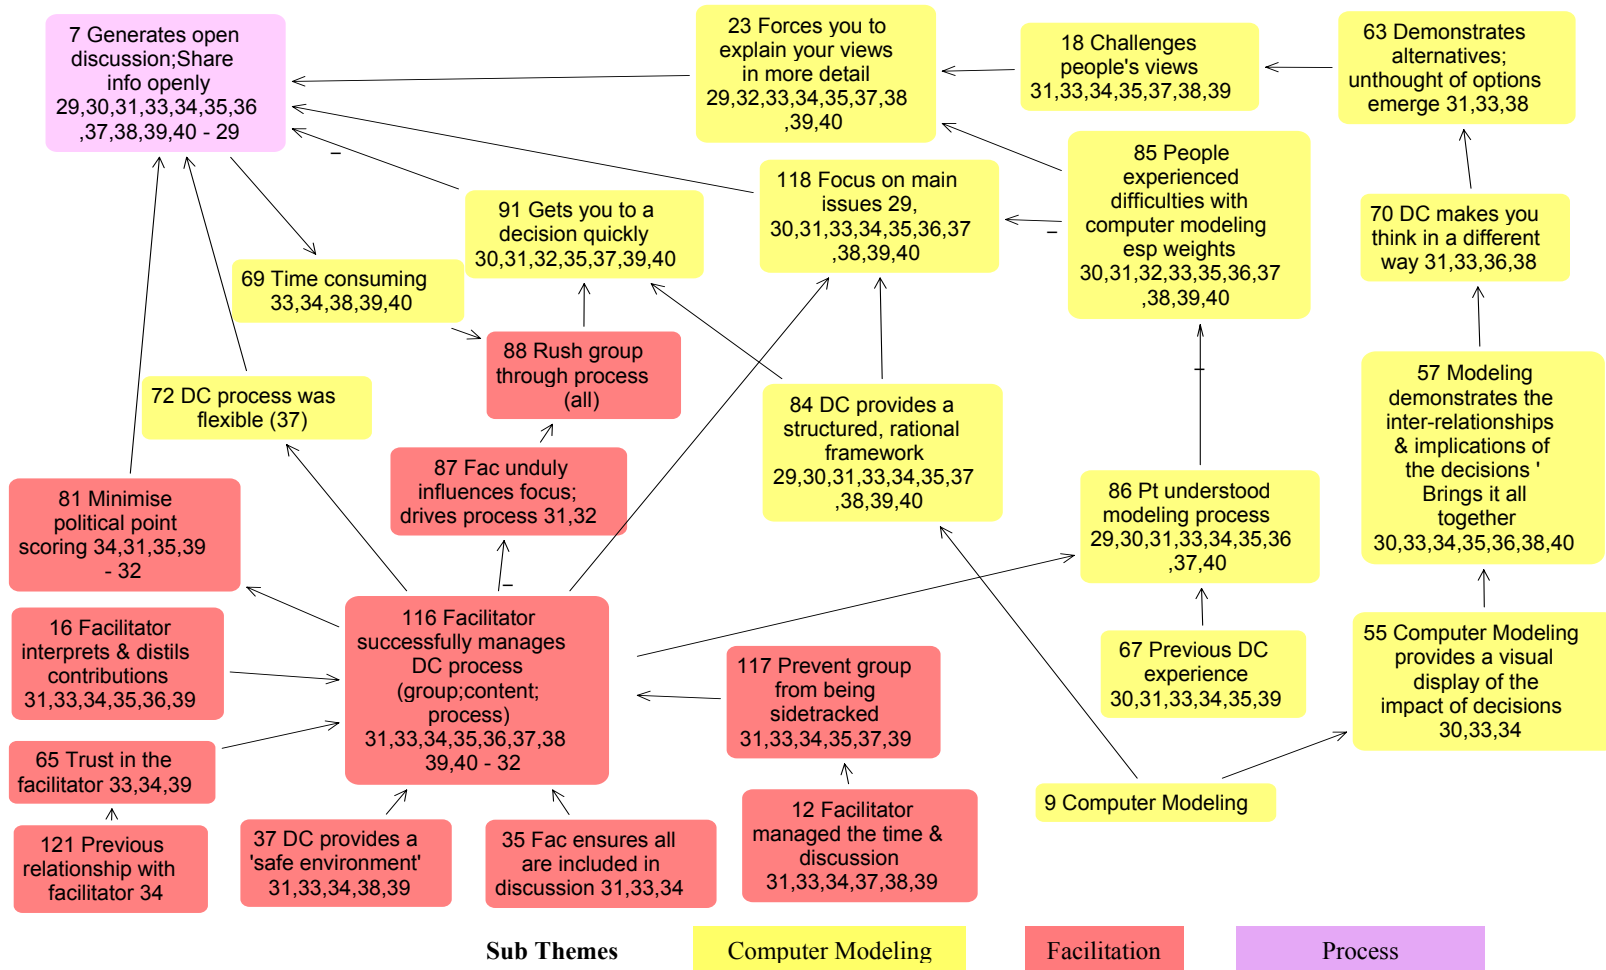 7 Generates open
discussion;Share
info openly
29,30,31,33,34,35,36
,37,38,39,40 - 29
23 Forces you to
explain your views
in more detail
29,32,33,34,35,37,38
,39,40
18 Challenges
people's views
31,33,34,35,37,38,39
63 Demonstrates
alternatives;
unthought of options
emerge 31,33,38
–
85 People
experienced
difficulties with
computer modeling
esp weights
30,31,32,33,35,36,37
,38,39,40
118 Focus on main
issues 29,
30,31,33,34,35,36,37
,38,39,40
–
91 Gets you to a
decision quickly
30,31,32,35,37,39,40
70 DC makes you
think in a different
way 31,33,36,38
69 Time consuming
33,34,38,39,40
88 Rush group
through process
(all)
72 DC process was
flexible (37)
84 DC provides a
structured, rational
framework
29,30,31,33,34,35,37
,38,39,40
–
57 Modeling
demonstrates the
inter-relationships
& implications of
the decisions '
Brings it all
together
30,33,34,35,36,38,40
87 Fac unduly
influences focus;
drives process 31,32
81 Minimise
political point
scoring 34,31,35,39
- 32
86 Pt understood
modeling process
29,30,31,33,34,35,36
,37,40
–
116 Facilitator
successfully manages
DC process
(group;content;
process)
31,33,34,35,36,37,38
39,40 - 32
16 Facilitator
interprets & distils
contributions
31,33,34,35,36,39
117 Prevent group
from being
sidetracked
31,33,34,35,37,39
67 Previous DC
experience
30,31,33,34,35,39
55 Computer Modeling
provides a visual
display of the
impact of decisions
30,33,34
65 Trust in the
facilitator 33,34,39
121 Previous
relationship with
facilitator 34
37 DC provides a
'safe environment'
31,33,34,38,39
35 Fac ensures all
are included in
discussion 31,33,34
12 Facilitator
managed the time &
discussion
31,33,34,37,38,39
9 Computer Modeling
Sub Themes
Computer Modeling
Facilitation
Process